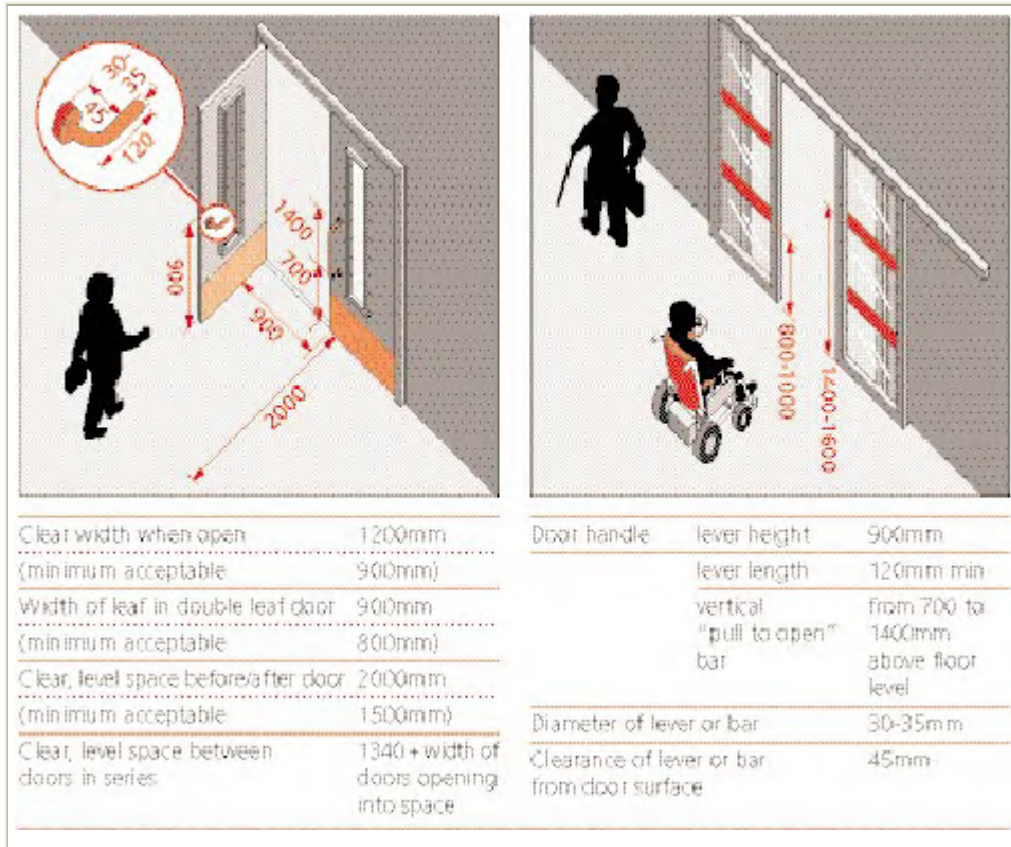 30-35
45
120
900
1400
700
900
2000
800-1000
1400-1600
Clear width when open 1200mm
(minimum acceptable 900mm)
Width of leaf in double leaf door 900mm
(minimum acceptable 800mm)
Clear, level space before/after door 2000mm
(minimum acceptable 1500mm)
Clear, level space between 1340 + width of
doors in series doors opening
into space
Door handle lever height 900mm
lever length 120mm min
vertical from 700 to
"pull to open" 1400mm
bar above floor
level
Diameter of lever or bar 30-35mm
Clearance of lever or bar 45mm
from door surface